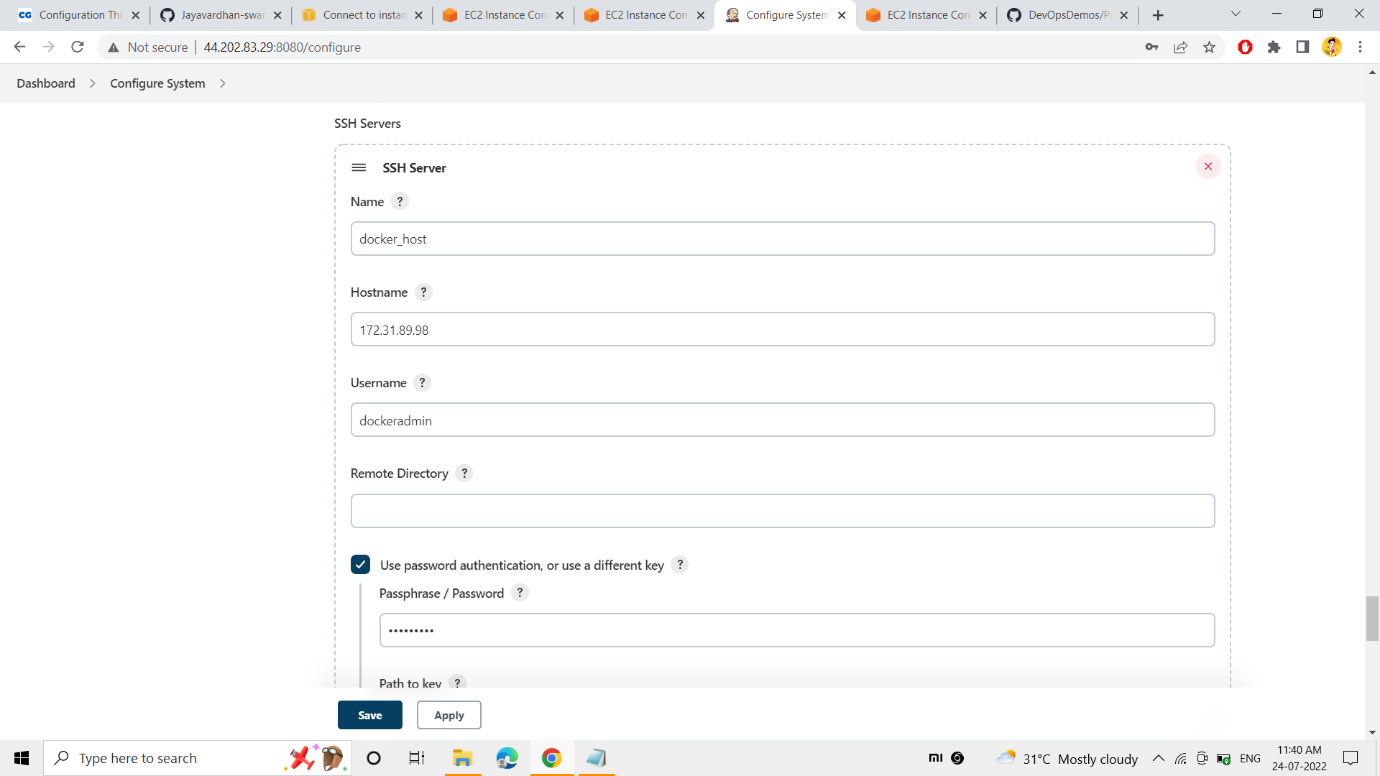 Configuration Thr
Jayavardhan-swar
Connect to instan
EC2 Instance Con
EC2 Instance Con
Configure System
EC2 Instance Con
DevOpsDemos/P
Not secure
44.202.83.29:8080/configure
Dashboard
Configure System
SSH Servers
SSH Server
Name ?
docker_host
Hostname ?
172.31.89.98
Username ?
dockeradmin
Remote Directory ?
Use password authentication, or use a different key ?
Passphrase / Password ?
•••••••••
Path to key ?
Save
Apply
Type here to search
31°C Mostly cloudy
ENG
11:40 AM
24-07-2022